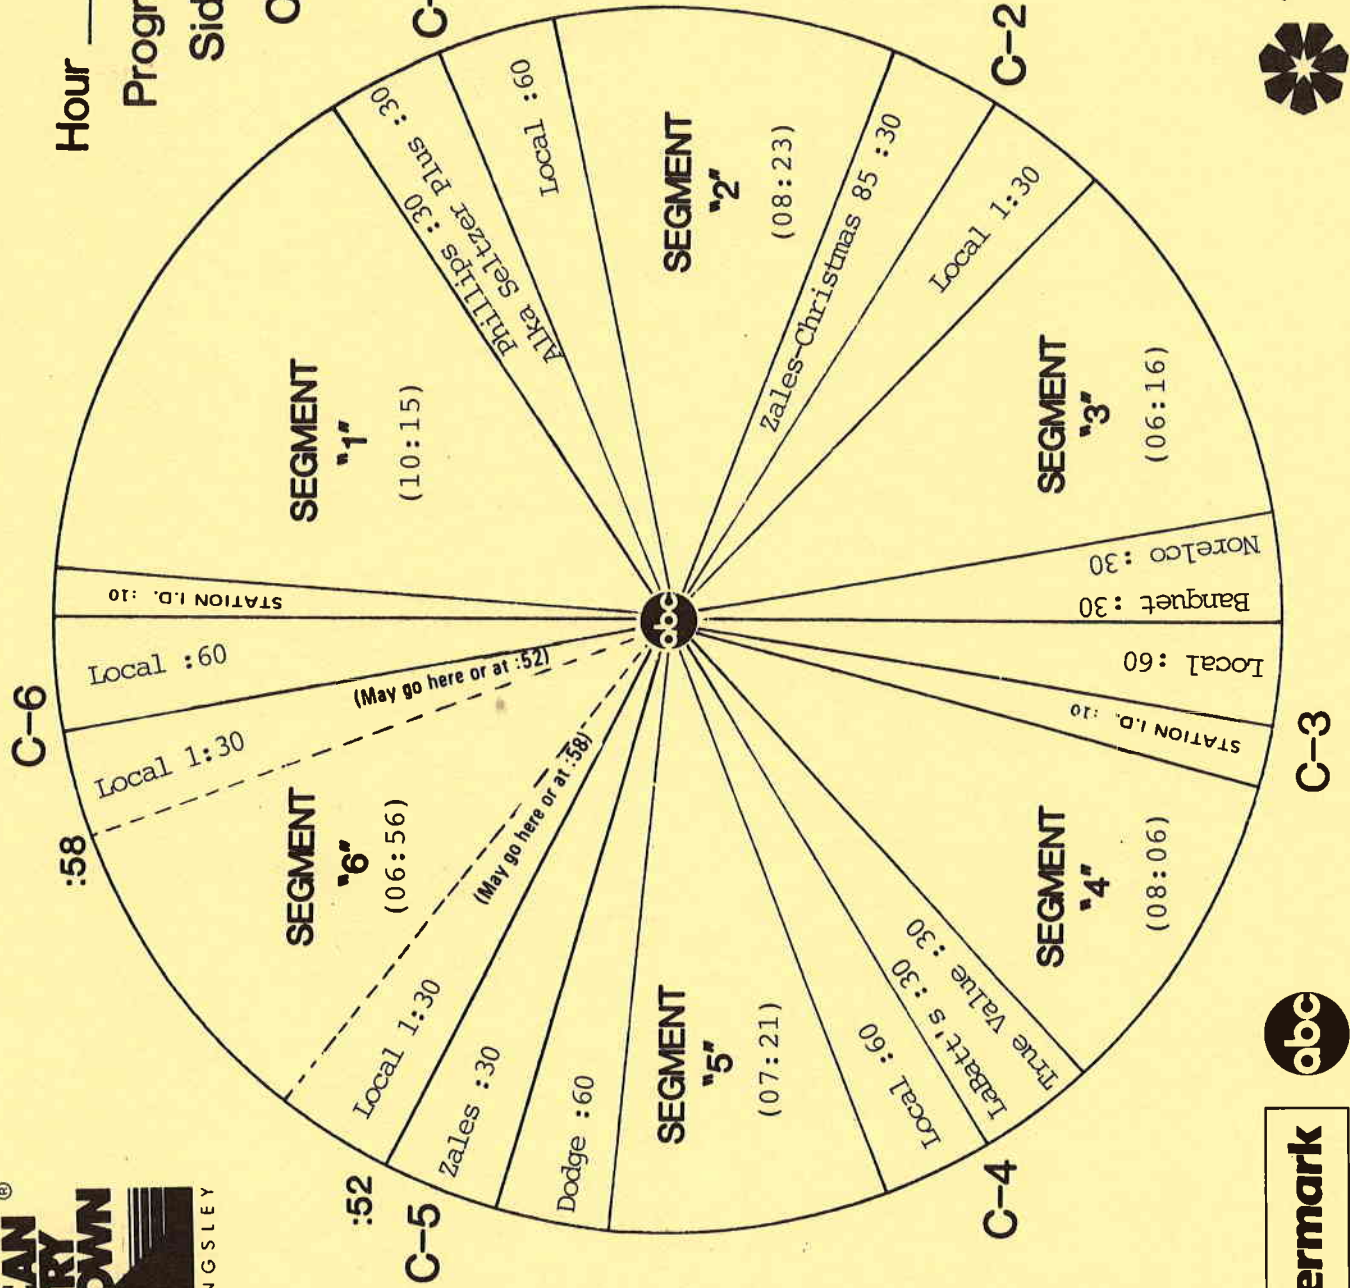 Hour
C-6
STATION I.D. :10
SEGMENT
"1"
(10:15)
Phillips :30
Alka Seltzer Plus :30
Local :60
SEGMENT
"2"
(08:23)
Zales-Christmas 85 :30
C-2
Local 1:30
SEGMENT
"3"
(06:16)
Norelco :30
Banquet :30
C-3
Local :60
STATION I.D. :10
SEGMENT
"4"
(08:06)
True Value :30
LaBatt's :30
C-4
Local :60
SEGMENT
"5"
(07:21)
Dodge :60
C-5
Zales :30
:52
Local 1:30
(May go here or at :58)
SEGMENT
"6"
(06:56)
:58
Local 1:30
(May go here or at :52)
Local :60
abc
abc